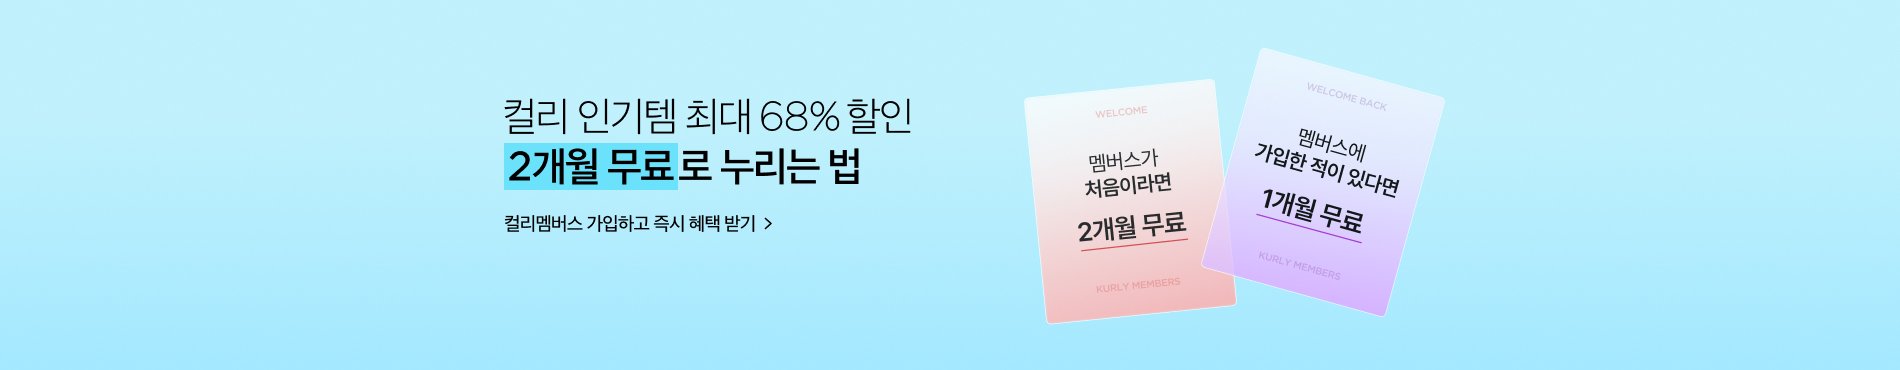 컬리 인기템 최대 68% 할인
2개월 무료로 누리는 법
컬리멤버스 가입하고 즉시 혜택 받기 >
WELCOME
멤버스가
처음이라면
2개월 무료
KURLY MEMBERS
WELCOME BACK
멤버스에
가입한 적이 있다면
1개월 무료
KURLY MEMBERS